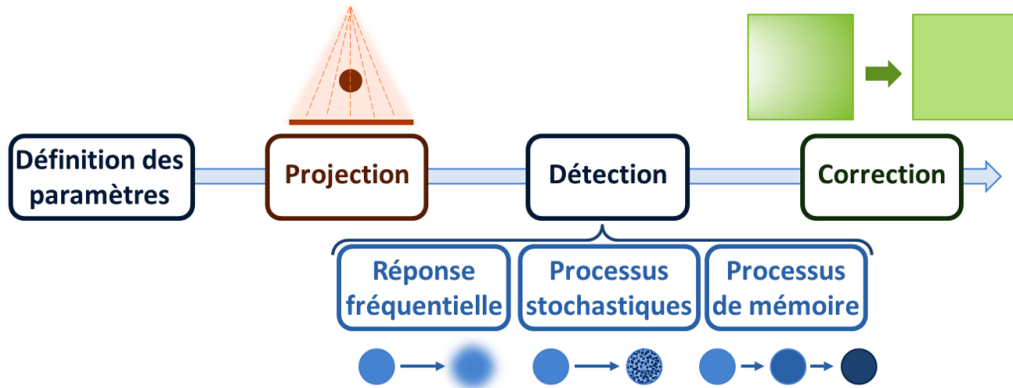 Définition des
paramètres
Projection
Détection
Correction
Réponse
fréquentielle
Processus
stochastiques
Processus
de mémoire